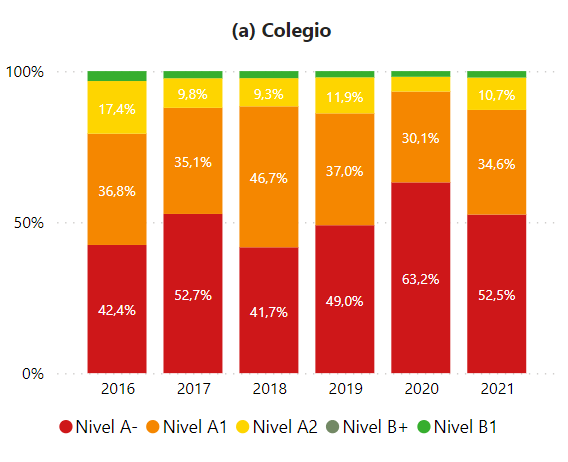 (a) Colegio
100%
17,4% 9,8% 9,3% 11,9% 10,7%
36,8% 35,1% 46,7% 37,0% 30,1% 34,6%
50%
42,4% 52,7% 41,7% 49,0% 63,2% 52,5%
0%
2016 2017 2018 2019 2020 2021
Nivel A- Nivel A1 Nivel A2 Nivel B+ Nivel B1